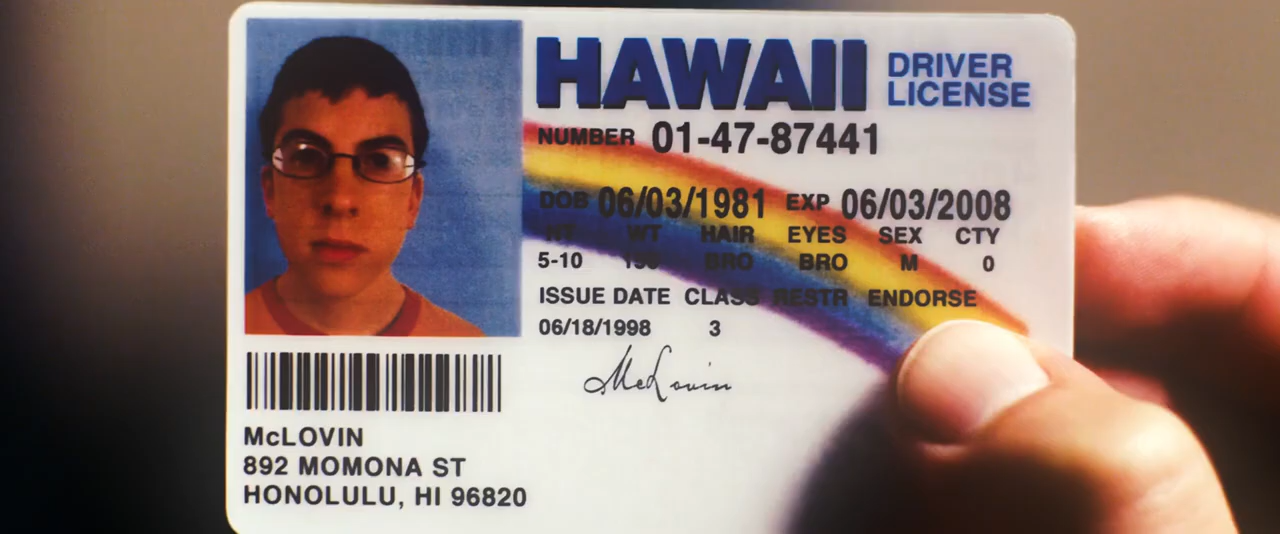 HAWAII DRIVER LICENSE
NUMBER 01-47-87441
DOB 06/03/1981 EXP 06/03/2008
HT WT HAIR EYES SEX CTY
5-10 BRO BRO M 0
ISSUE DATE CLASS RESTR ENDORSE
06/18/1998 3
McLovin
McLOVIN
892 MOMONA ST
HONOLULU, HI 96820